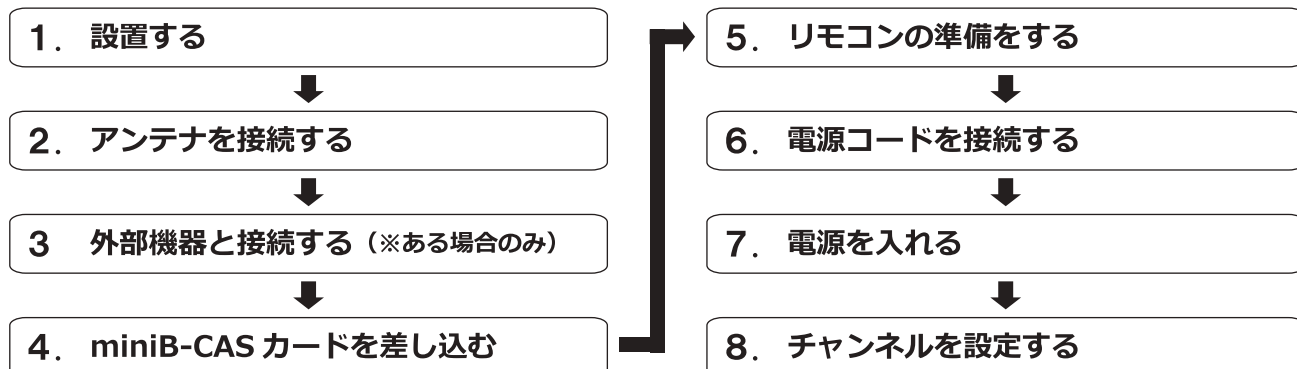 １． 設置する
２． アンテナを接続する
３ 外部機器と接続する（※ある場合のみ）
４． miniB-CAS カードを差し込む
５． リモコンの準備をする
６． 電源コードを接続する
７． 電源を入れる
８． チャンネルを設定する